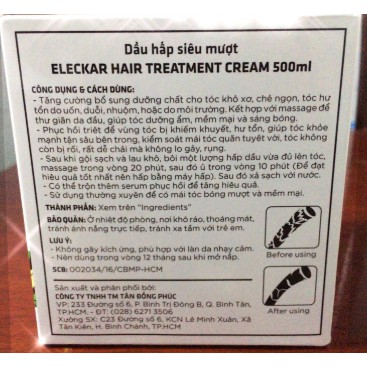 Dầu hấp siêu mượt
ELECKAR HAIR TREATMENT CREAM 500ml
CÔNG DỤNG & CÁCH DÙNG:
- Tăng cường bổ sung dưỡng chất cho tóc khô xơ, chẻ ngọn, tóc hư
tổn do uốn, duỗi, nhuộm, hoặc do môi trường. Kết hợp với massage để
thư giãn da đầu, giúp tóc dưỡng ẩm, mềm mại và sáng bóng.
- Phục hồi triệt để vùng tóc bị khiếm khuyết, hư tổn, giúp tóc khỏe
mạnh tận sâu bên trong, kiểm soát mái tóc quăn tuyệt vời, tóc không
còn bị rối, rất dễ chải mà không lo gãy, rụng.
- Sau khi gội sạch và lau khô, bôi một lượng hấp dầu vừa đủ lên tóc,
massage trong vòng 20 phút, sau đó ủ trong vòng 10 phút (Để đạt
hiệu quả tốt nhất nên hấp bằng máy hấp). Sau đó xả sạch với nước.
- Có thể trộn thêm serum phục hồi để tăng hiệu quả.
- Sử dụng thường xuyên để có mái tóc bóng mượt và mềm mại.
THÀNH PHẦN: Xem trên "Ingredients"
BẢO QUẢN: Ở nhiệt độ phòng, nơi khô ráo, thoáng mát,
tránh ánh nắng trực tiếp, tránh xa tầm với trẻ em.
LƯU Ý:
- Không gây kích ứng, phù hợp với làn da nhạy cảm.
- Nên dùng trong vòng 12 tháng sau khi mở nắp.
SCB: 002034/16/CBMP-HCM
Before using
Sản xuất và phân phối bởi:
CÔNG TY TNHH TM TÂN ĐỒNG PHÚC
VP: 233 Đường số 6, P. Bình Trị Đông B, Q. Bình Tân,
TP.HCM. - ĐT: (028) 6271 3506
Xưởng SX: C23 Đường số 6, KCN Lê Minh Xuân, Xã
Tân Kiên, H. Bình Chánh, TP.HCM
After using